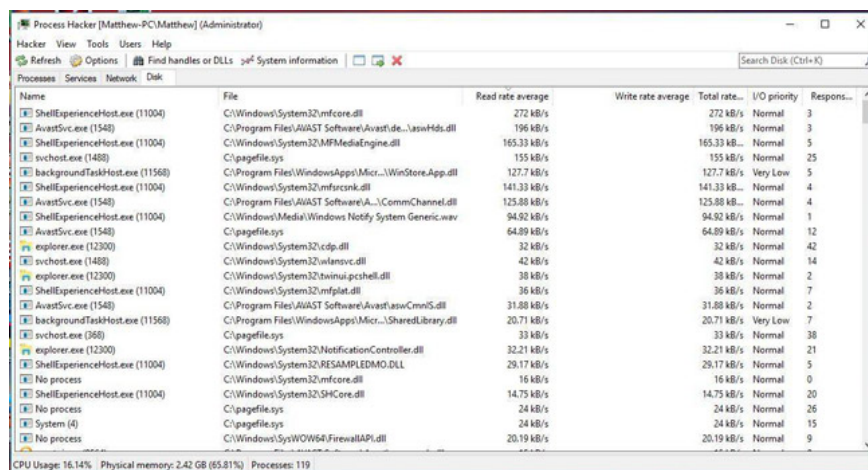 Process Hacker [Matthew-PC\Matthew] (Administrator)
Hacker View Tools Users Help
Refresh Options Find handles or DLLs System information Search Disk (Ctrl+K)
Processes Services Network Disk
Name File Read rate average Write rate average Total rate... I/O priority Respons...
ShellExperienceHost.exe (11004) C:\Windows\System32\mfcore.dll 272 kB/s 272 kB/s Normal 3
AvastSvc.exe (1548) C:\Program Files\AVAST Software\Avast\de...\aswHds.dll 196 kB/s 196 kB/s Normal 3
ShellExperienceHost.exe (11004) C:\Windows\System32\MFMediaEngine.dll 165.33 kB/s 165.33 kB... Normal 5
svchost.exe (1488) C:\pagefile.sys 155 kB/s 155 kB/s Normal 25
backgroundTaskHost.exe (11568) C:\Program Files\WindowsApps\Micr...\WinStore.App.dll 127.7 kB/s 127.7 kB/s Very Low 5
ShellExperienceHost.exe (11004) C:\Windows\System32\mfsrcsnk.dll 141.33 kB/s 141.33 kB... Normal 4
AvastSvc.exe (1548) C:\Program Files\AVAST Software\A...\CommChannel.dll 125.88 kB/s 125.88 kB... Normal 4
ShellExperienceHost.exe (11004) C:\Windows\Media\Windows Notify System Generic.wav 94.92 kB/s 94.92 kB/s Normal 1
AvastSvc.exe (1548) C:\pagefile.sys 64.89 kB/s 64.89 kB/s Normal 12
explorer.exe (12300) C:\Windows\System32\cdp.dll 32 kB/s 32 kB/s Normal 42
svchost.exe (1488) C:\Windows\System32\wlansvc.dll 42 kB/s 42 kB/s Normal 14
explorer.exe (12300) C:\Windows\System32\twinui.pcshell.dll 38 kB/s 38 kB/s Normal 2
ShellExperienceHost.exe (11004) C:\Windows\System32\mfplat.dll 36 kB/s 36 kB/s Normal 7
AvastSvc.exe (1548) C:\Program Files\AVAST Software\Avast\aswCmnIS.dll 31.88 kB/s 31.88 kB/s Normal 2
backgroundTaskHost.exe (11568) C:\Program Files\WindowsApps\Micr...\SharedLibrary.dll 20.71 kB/s 20.71 kB/s Very Low 7
svchost.exe (368) C:\pagefile.sys 33 kB/s 33 kB/s Normal 38
explorer.exe (12300) C:\Windows\System32\NotificationController.dll 32.21 kB/s 32.21 kB/s Normal 21
ShellExperienceHost.exe (11004) C:\Windows\System32\RESAMPLEDMO.DLL 29.17 kB/s 29.17 kB/s Normal 5
No process C:\Windows\System32\mfcore.dll 16 kB/s 16 kB/s Normal 0
ShellExperienceHost.exe (11004) C:\Windows\System32\SHCore.dll 14.75 kB/s 14.75 kB/s Normal 20
No process C:\pagefile.sys 24 kB/s 24 kB/s Normal 26
System (4) C:\pagefile.sys 24 kB/s 24 kB/s Normal 15
No process C:\Windows\SysWOW64\FirewallAPI.dll 20.19 kB/s 20.19 kB/s Normal 9
CPU Usage: 16.14% Physical memory: 2.42 GB (65.81%) Processes: 119